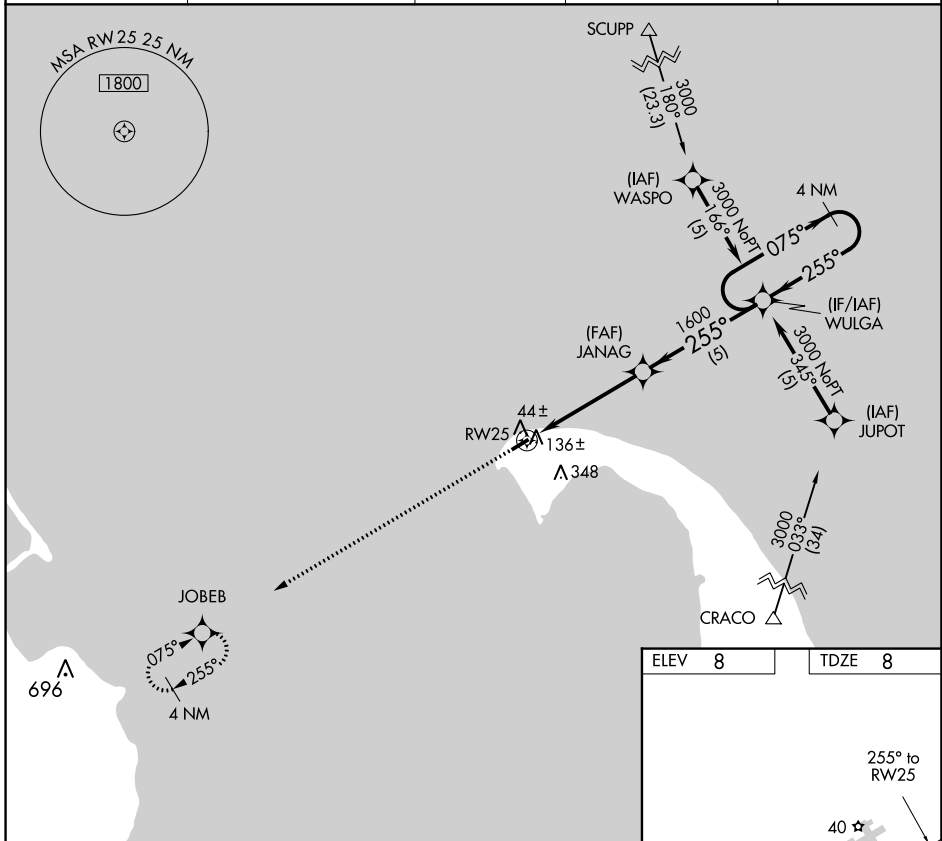 MSA RW 25 25 NM
1800
SCUPP
3000
180°
(23.3)
(IAF)
WASPO
3000 NoPT
166°
(5)
4 NM
075°
255°
(IF/IAF)
WULGA
1600
255°
(5)
(FAF)
JANAG
3000 NoPT
345°
(5)
(IAF)
JUPOT
44±
RW25
136±
348
3000
033°
(34)
CRACO
JOBEB
075°
255°
4 NM
696
ELEV 8
TDZE 8
255° to
RW25
40